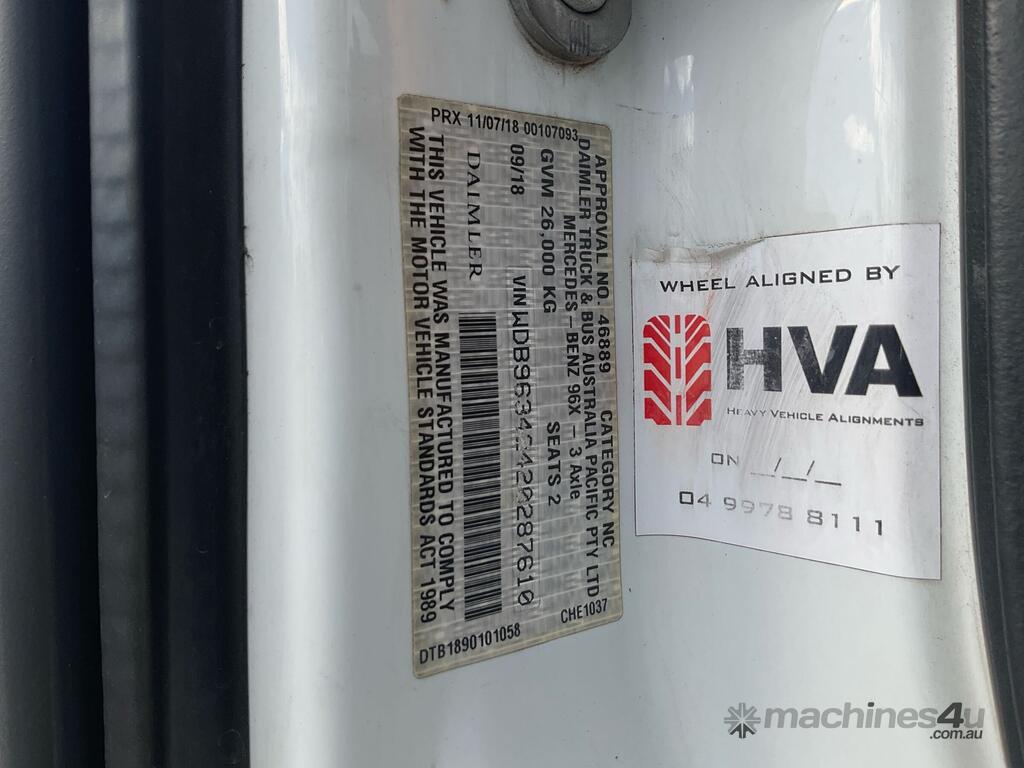 PRX 11/07/18 00107093
APPROVAL NO. 46889 CATEGORY NC
DAIMLER TRUCK & BUS AUSTRALIA PACIFIC PTY LTD
MERCEDES-BENZ 96X - 3 Axle
GVM 26,000 KG SEATS 2
09/18 VIN
DAIMLER
THIS VEHICLE WAS MANUFACTURED TO COMPLY
WITH THE MOTOR VEHICLE STANDARDS ACT 1989
DTB1890101058
CHE1037
WHEEL ALIGNED BY
HVA
HEAVY VEHICLE ALIGNMENTS
ON _/_/_
04 9978 8111
machines4u
.com.au